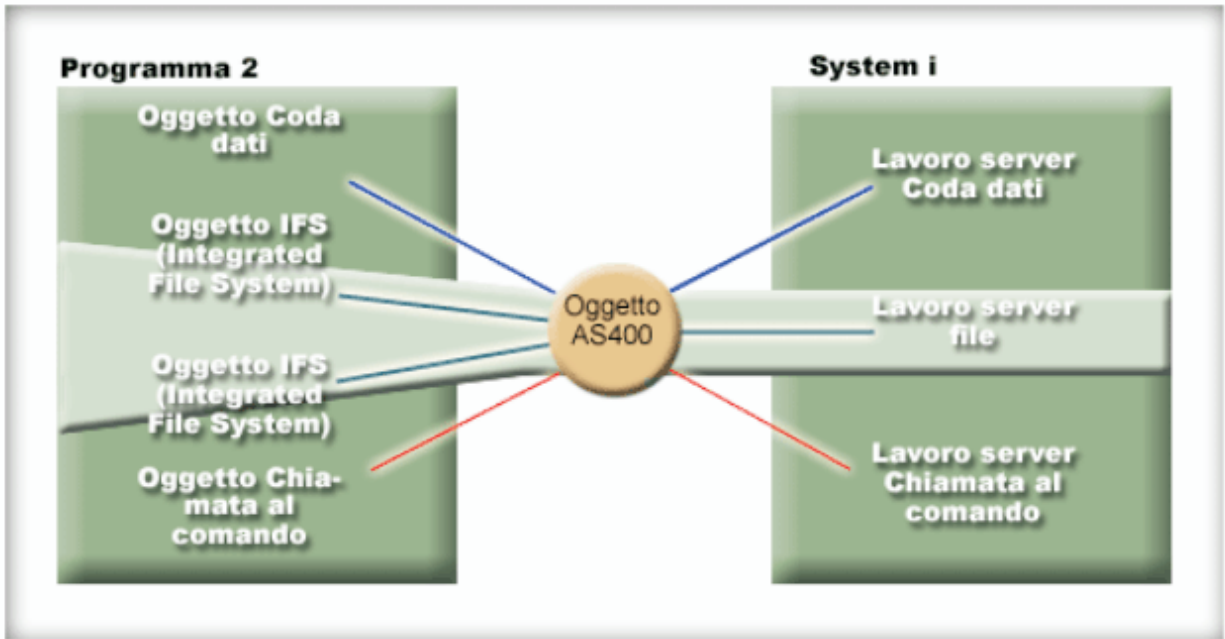 Programma 2
Oggetto Coda
dati
Oggetto IFS
(Integrated
File System)
Oggetto IFS
(Integrated
File System)
Oggetto Chia-
mata al
comando
Oggetto
AS400
System i
Lavoro server
Coda dati
Lavoro server
file
Lavoro server
Chiamata al
comando